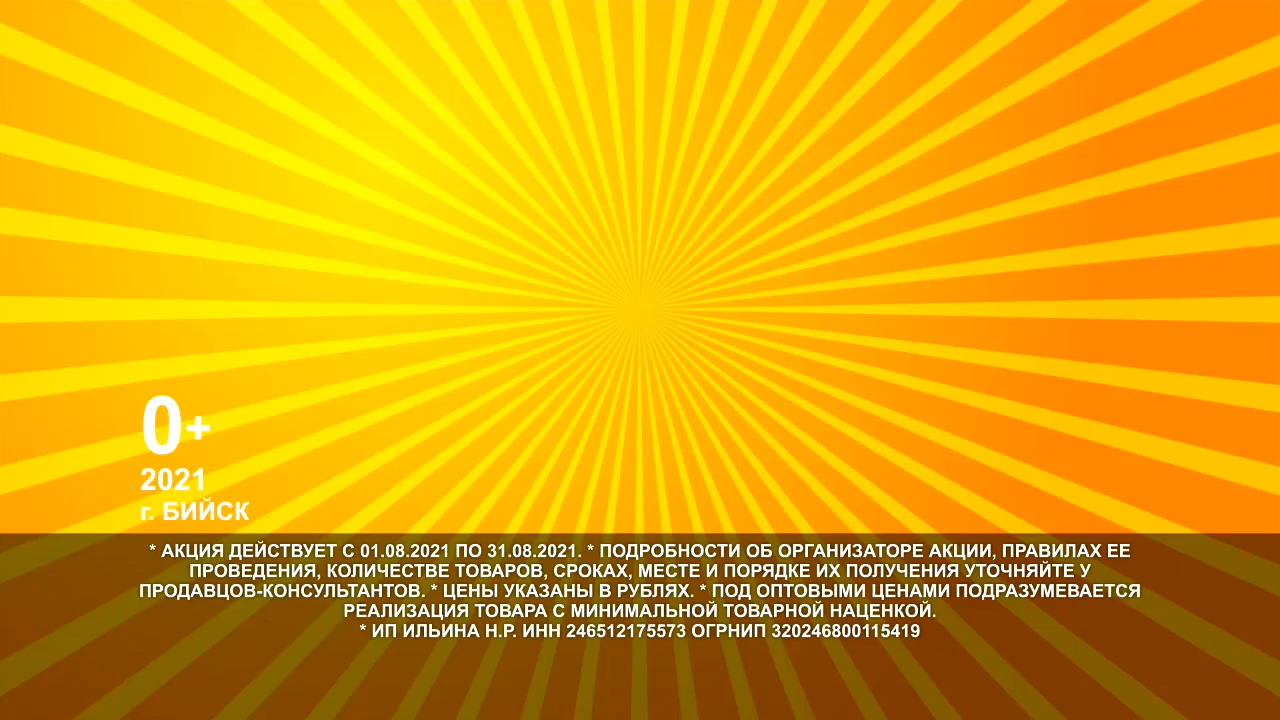 0+
2021
г. БИЙСК
* АКЦИЯ ДЕЙСТВУЕТ С 01.08.2021 ПО 31.08.2021. * ПОДРОБНОСТИ ОБ ОРГАНИЗАТОРЕ АКЦИИ, ПРАВИЛАХ ЕЕ
ПРОВЕДЕНИЯ, КОЛИЧЕСТВЕ ТОВАРОВ, СРОКАХ, МЕСТЕ И ПОРЯДКЕ ИХ ПОЛУЧЕНИЯ УТОЧНЯЙТЕ У
ПРОДАВЦОВ-КОНСУЛЬТАНТОВ. * ЦЕНЫ УКАЗАНЫ В РУБЛЯХ. * ПОД ОПТОВЫМИ ЦЕНАМИ ПОДРАЗУМЕВАЕТСЯ
РЕАЛИЗАЦИЯ ТОВАРА С МИНИМАЛЬНОЙ ТОВАРНОЙ НАЦЕНКОЙ.
* ИП ИЛЬИНА Н.Р. ИНН 246512175573 ОГРНИП 320246800115419